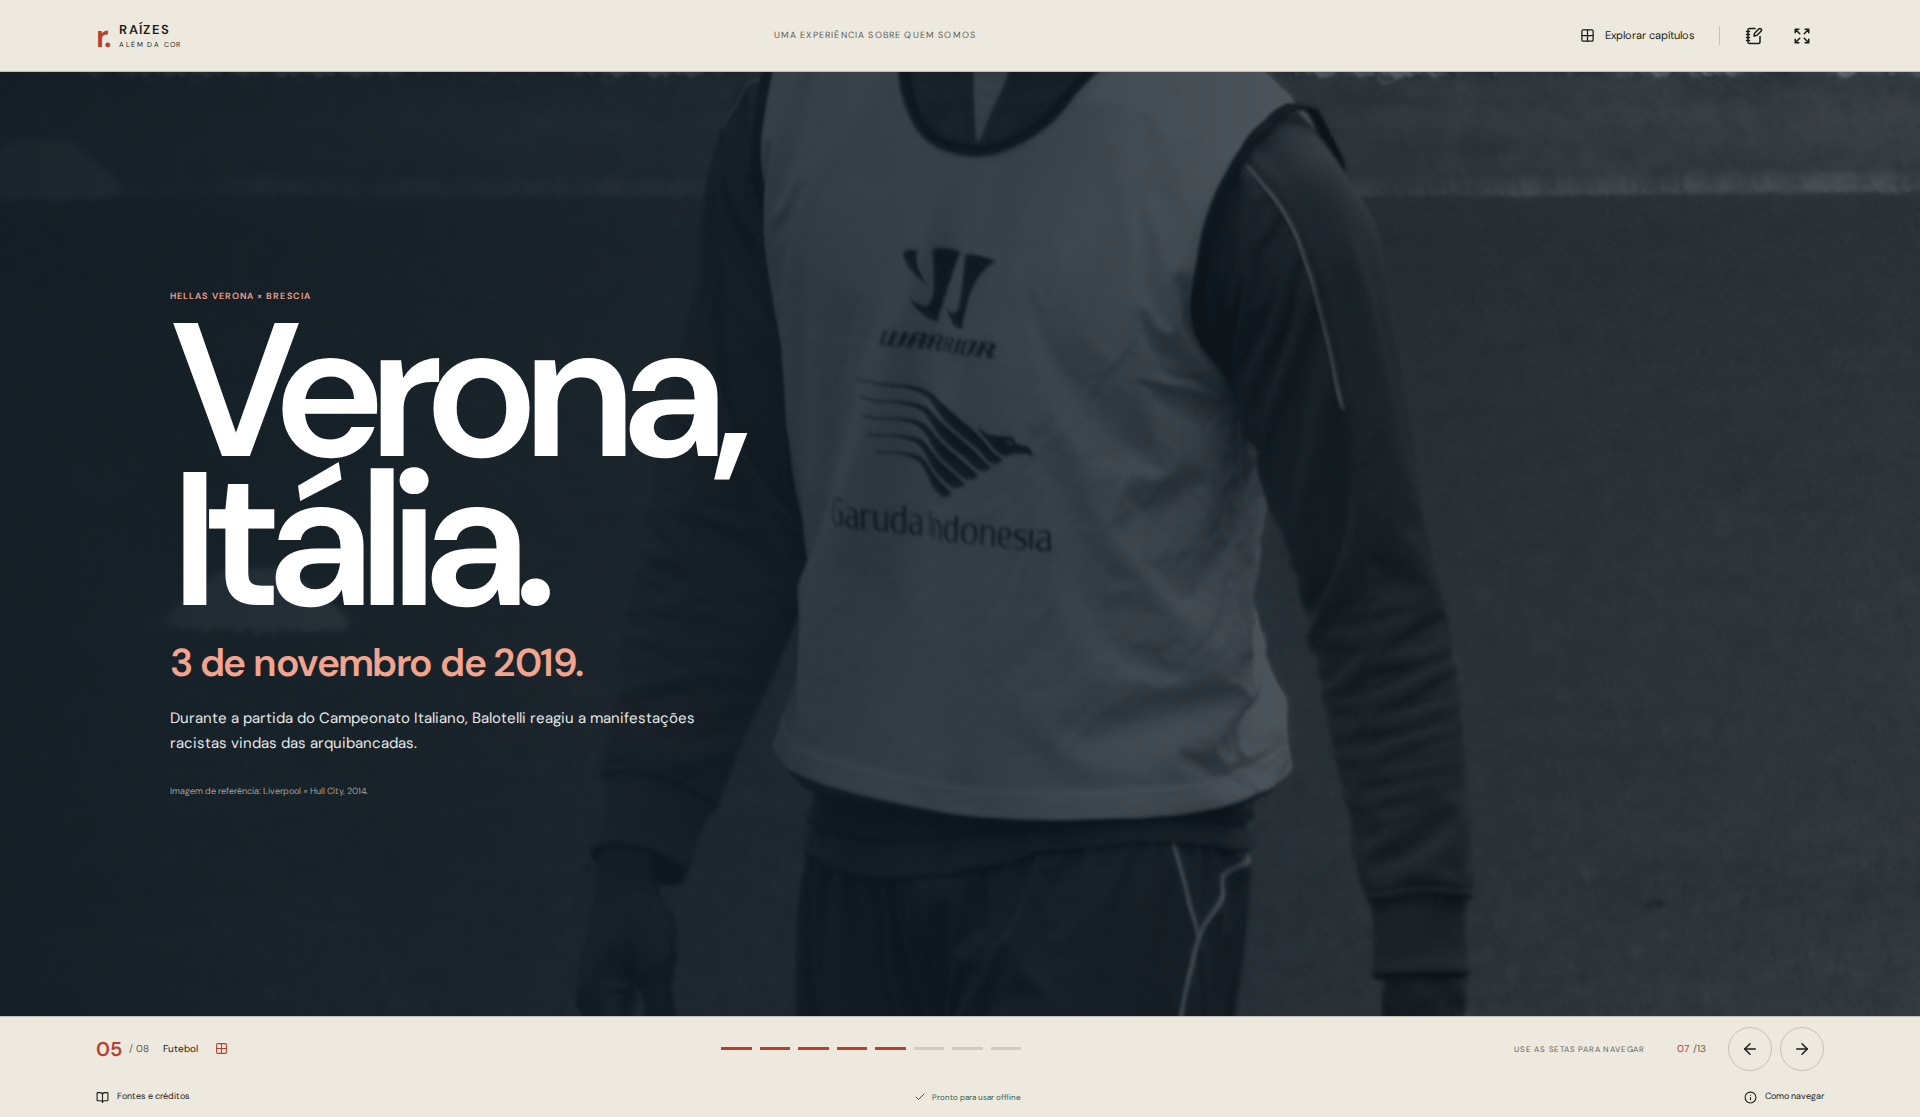 r. RAÍZES
ALÉM DA COR
UMA EXPERIÊNCIA SOBRE QUEM SOMOS
Explorar capítulos
WARRIOR
Garuda Indonesia
HELLAS VERONA × BRESCIA
Verona,
Itália.
3 de novembro de 2019.
Durante a partida do Campeonato Italiano, Balotelli reagiu a manifestações
racistas vindas das arquibancadas.
Imagem de referência: Liverpool × Hull City, 2014.
05 / 08 Futebol
USE AS SETAS PARA NAVEGAR
07 /13
Fontes e créditos
Pronto para usar offline
Como navegar